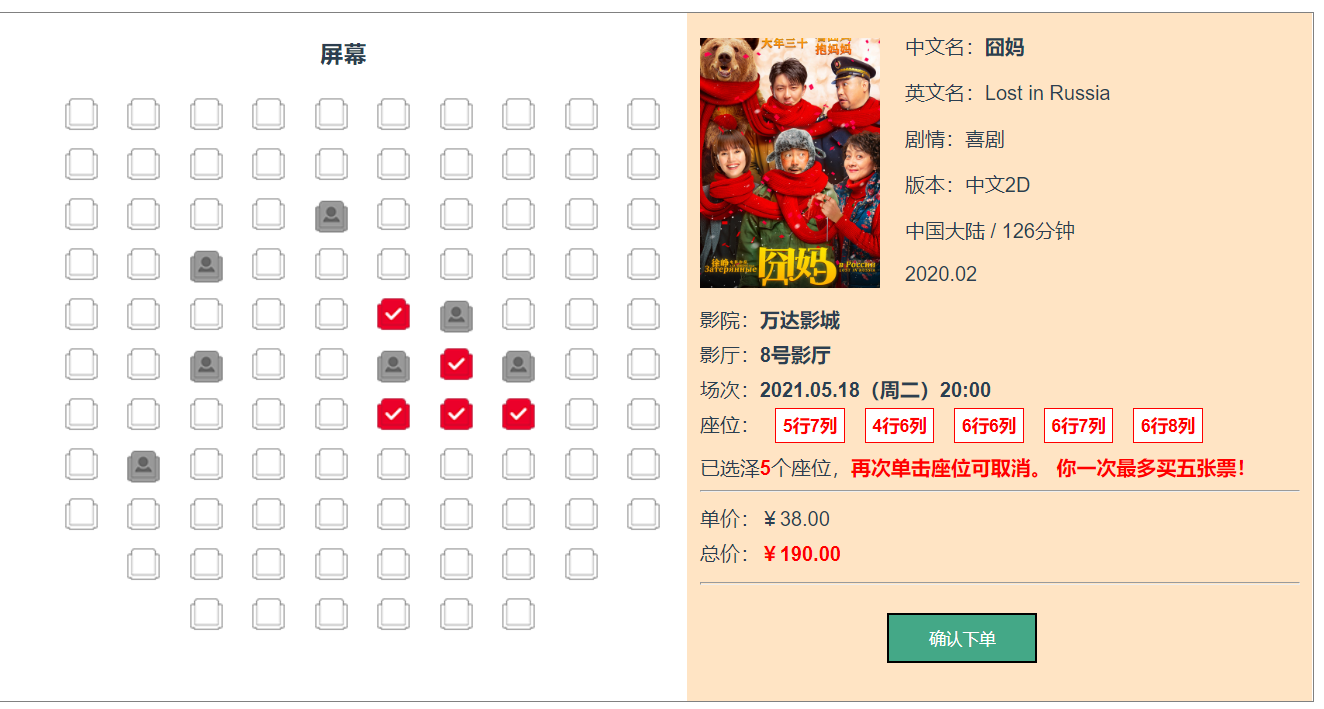 屏幕
大年三十
抱妈妈
徐峥
Затерянные
囧妈
в России
LOST IN RUSSIA
中文名：囧妈
英文名：Lost in Russia
剧情：喜剧
版本：中文2D
中国大陆 / 126分钟
2020.02
影院：万达影城
影厅：8号影厅
场次：2021.05.18（周二）20:00
座位： 5行7列 4行6列 6行6列 6行7列 6行8列
已选泽5个座位，再次单击座位可取消。 你一次最多买五张票！
单价：￥38.00
总价：￥190.00
确认下单